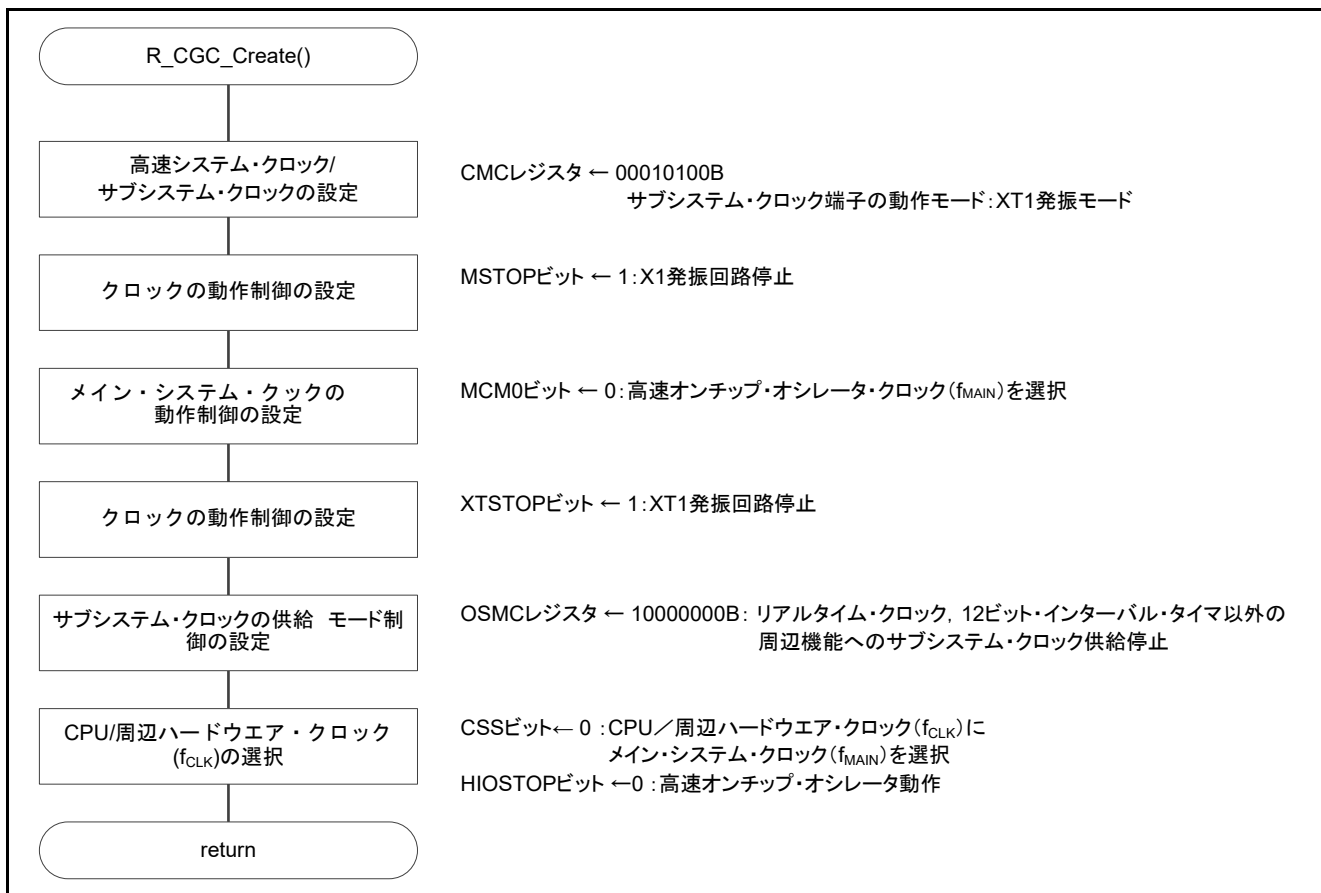 R_CGC_Create()
高速システム・クロック/
サブシステム・クロックの設定
CMCレジスタ ← 00010100B
サブシステム・クロック端子の動作モード：XT1発振モード
クロックの動作制御の設定
MSTOPビット ← 1：X1発振回路停止
メイン・システム・クックの
動作制御の設定
MCM0ビット ← 0：高速オンチップ・オシレータ・クロック（fMAIN）を選択
クロックの動作制御の設定
XTSTOPビット ← 1：XT1発振回路停止
サブシステム・クロックの供給 モード制
御の設定
OSMCレジスタ ← 10000000B： リアルタイム・クロック，12ビット・インターバル・タイマ以外の
周辺機能へのサブシステム・クロック供給停止
CPU/周辺ハードウエア・クロック
(fCLK)の選択
CSSビット← 0 ：CPU／周辺ハードウエア・クロック（fCLK）に
メイン・システム・クロック（fMAIN）を選択
HIOSTOPビット ←0 ：高速オンチップ・オシレータ動作
return